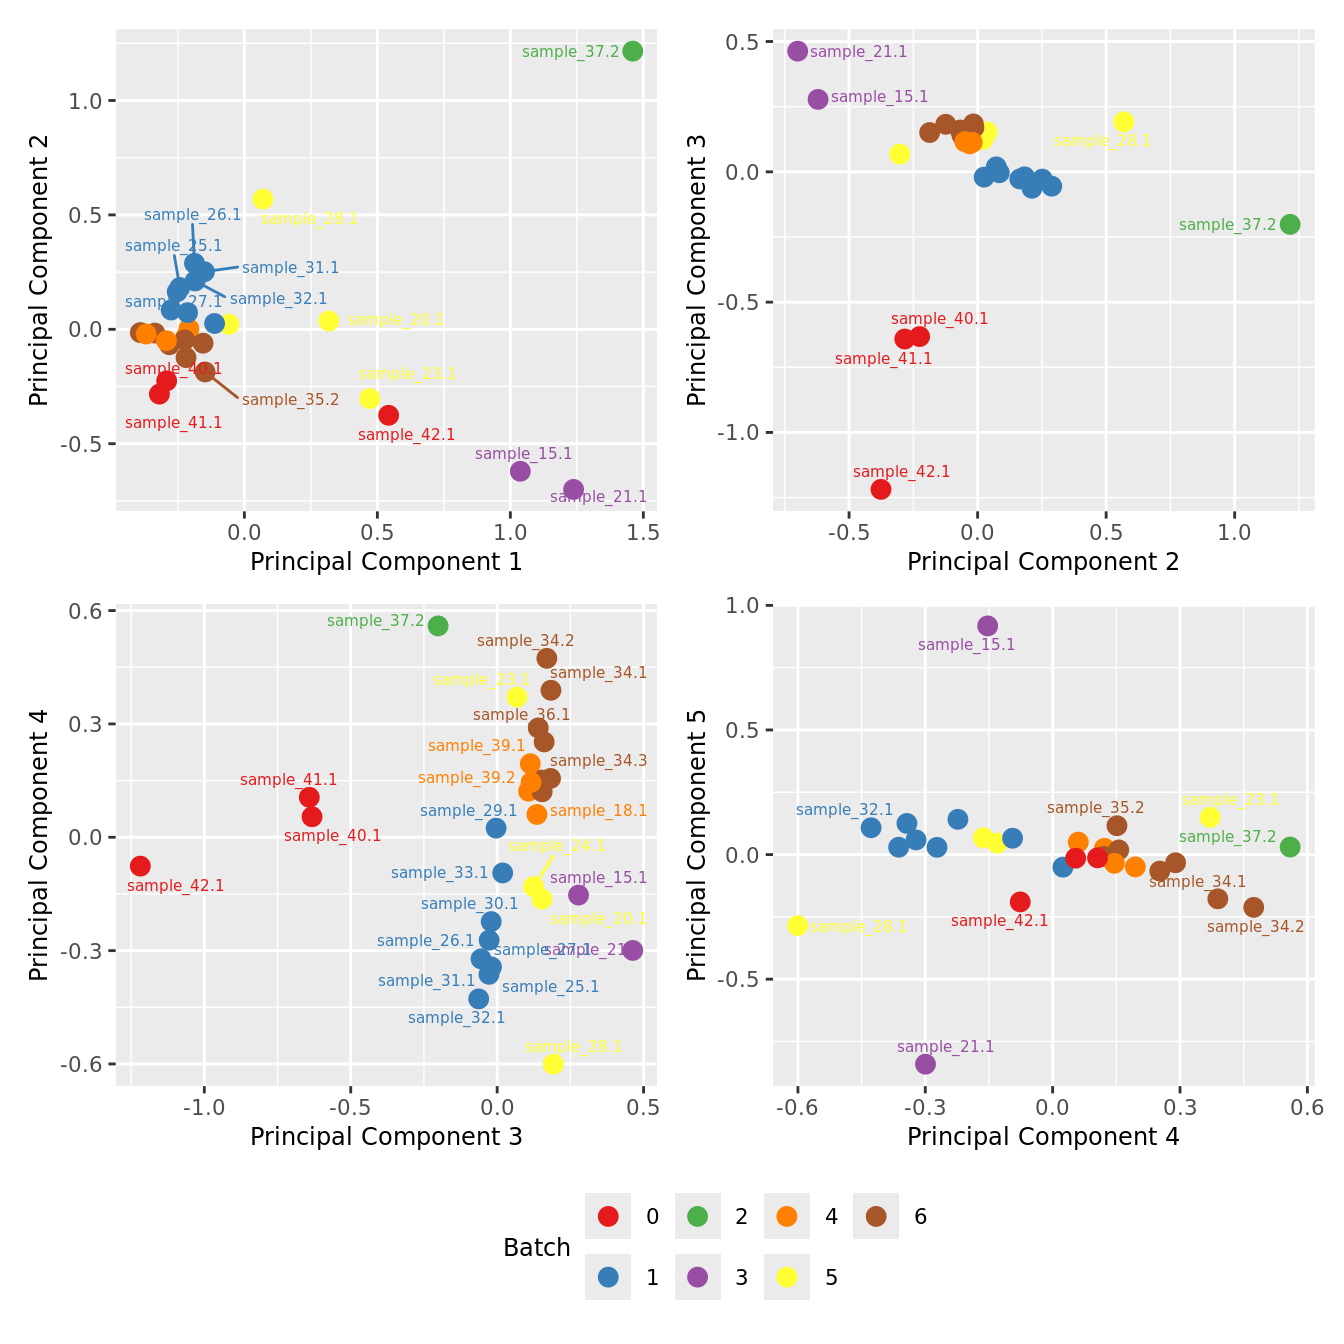 sample_37.2
1.0
sample_26.1
0.5
sample_28.1
sample_25.1
sample_31.1
sample_27.1
sample_32.1
sample_20.1
0.0
sample_40.1
sample_23.1
sample_35.2
sample_41.1
sample_42.1
-0.5
sample_15.1
sample_21.1
0.0 0.5 1.0 1.5
Principal Component 1
Principal Component 2
0.5
sample_21.1
sample_15.1
sample_28.1
0.0
sample_37.2
-0.5
sample_40.1
sample_41.1
-1.0
sample_42.1
-0.5 0.0 0.5 1.0
Principal Component 2
Principal Component 3
0.6
sample_37.2
sample_34.2
sample_34.1
sample_23.1
sample_36.1
0.3
sample_39.1
sample_34.3
sample_39.2
sample_41.1
sample_29.1
sample_18.1
0.0
sample_40.1
sample_24.1
sample_33.1
sample_15.1
sample_42.1
sample_30.1
sample_20.1
sample_26.1
sample_27.1
sample_21
-0.3
sample_31.1
sample_25.1
sample_32.1
sample_28.1
-0.6
-1.0 -0.5 0.0 0.5
Principal Component 3
Principal Component 4
1.0
sample_15.1
0.5
sample_23.1
sample_32.1
sample_35.2
sample_37.2
0.0
sample_34.1
sample_42.1
sample_28.1
sample_34.2
-0.5
sample_21.1
-0.6 -0.3 0.0 0.3 0.6
Principal Component 4
Principal Component 5
Batch
0 2 4 6
1 3 5